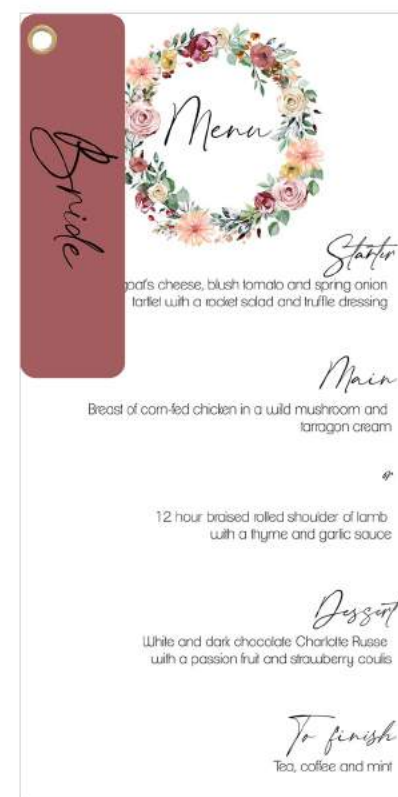 Bride
Menu
Starter
oat's cheese, blush tomato and spring onion
tartlet with a rocket salad and truffle dressing
Main
Breast of corn-fed chicken in a wild mushroom and
tarragon cream
or
12 hour braised rolled shoulder of lamb
with a thyme and garlic sauce
Dessert
White and dark chocolate Charlotte Russe
with a passion fruit and strawberry coulis
To finish
Tea, coffee and mint